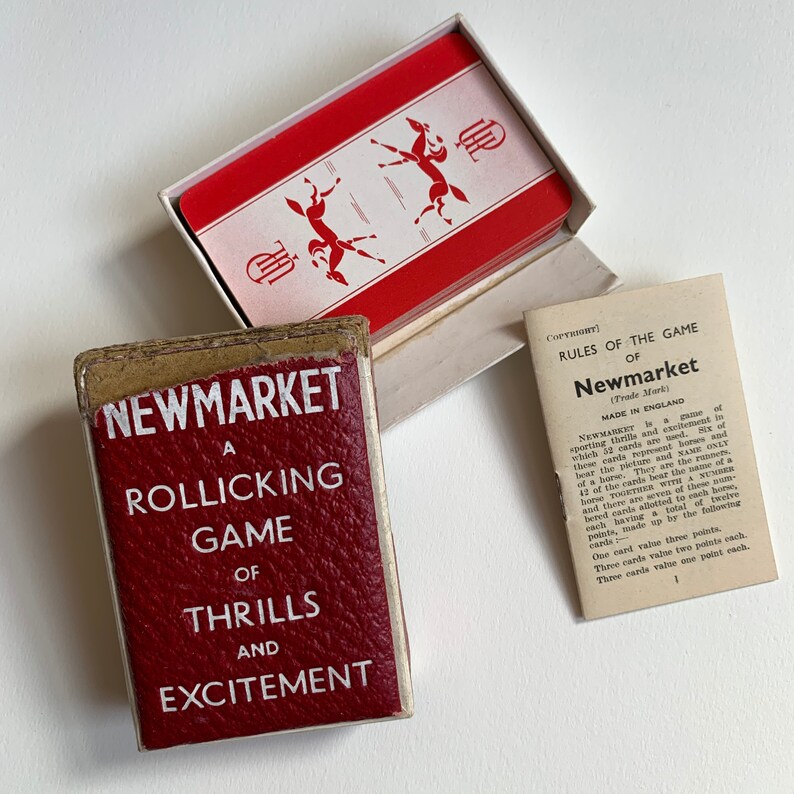 NEWMARKET
A
ROLLICKING
GAME
OF
THRILLS
AND
EXCITEMENT
COPYRIGHT]
RULES OF THE GAME
OF
Newmarket
(Trade Mark)
MADE IN ENGLAND
NEWMARKET is a game of
sporting thrills and excitement in
which 52 cards are used. Six of
these cards represent horses and
bear the picture and NAME ONLY
of a horse. They are the runners.
42 of the cards bear the name of a
horse TOGETHER WITH A NUMBER
and there are seven of these num-
bered cards allotted to each horse,
each having a total of twelve
points, made up by the following
cards :—
One card value three points.
Three cards value two points each.
Three cards value one point each.
1